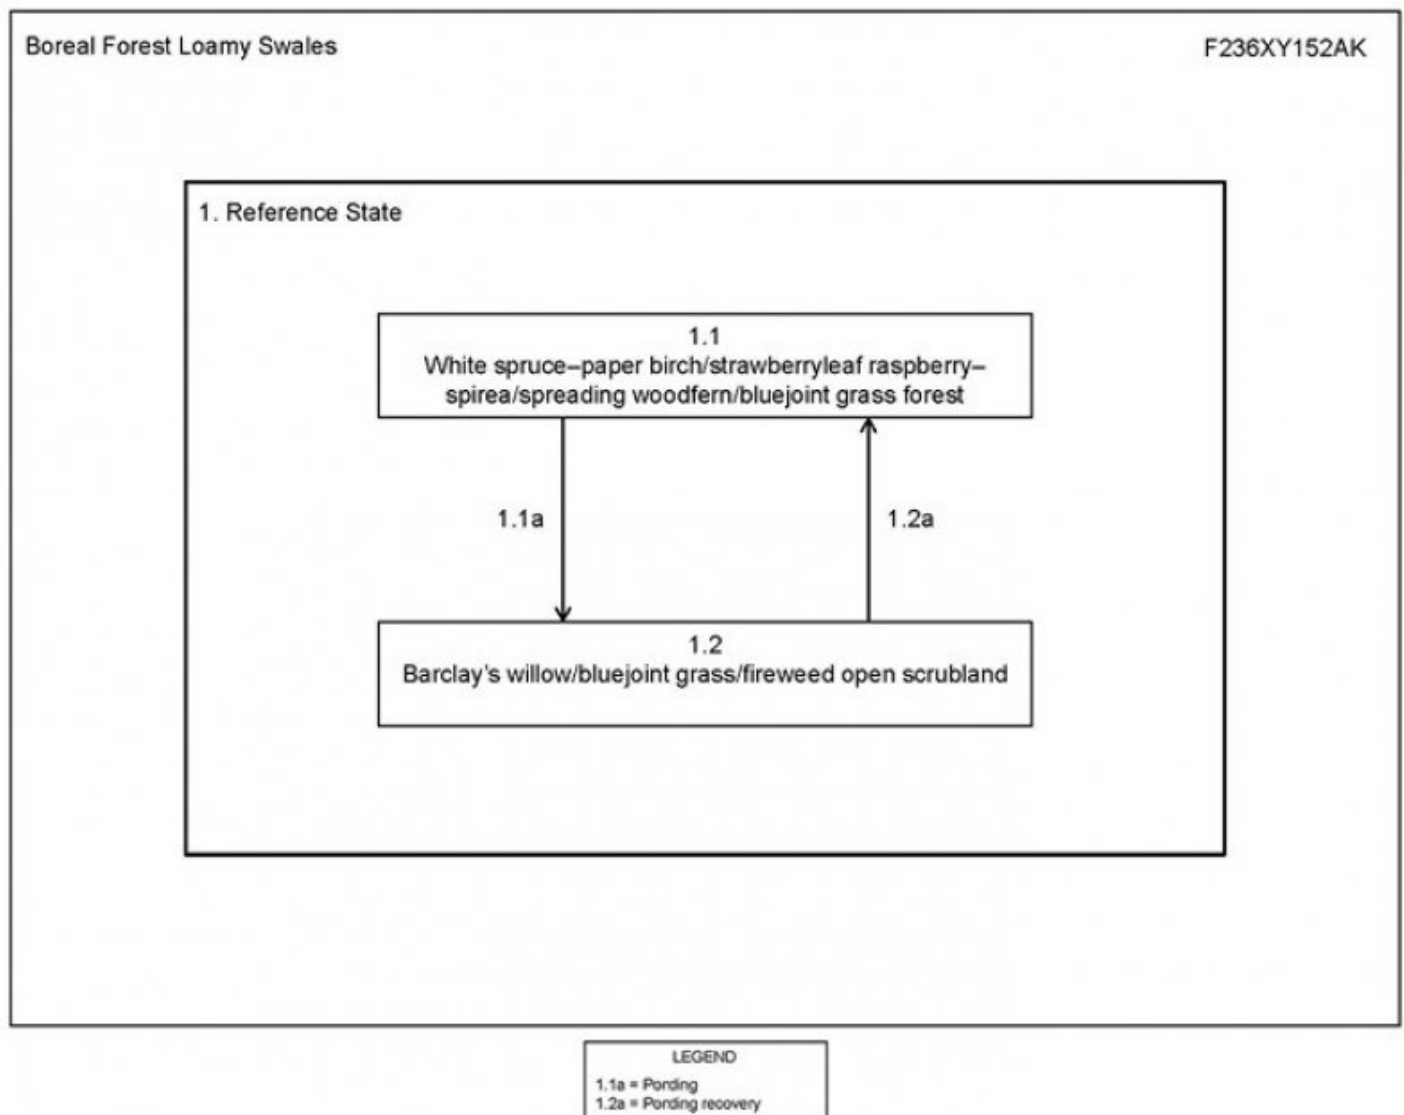 Boreal Forest Loamy Swales
F236XY152AK
1. Reference State
1.1
White spruce–paper birch/strawberryleaf raspberry–
spirea/spreading woodfern/bluejoint grass forest
1.1a
1.2a
1.2
Barclay's willow/bluejoint grass/fireweed open scrubland
LEGEND
1.1a = Ponding
1.2a = Ponding recovery